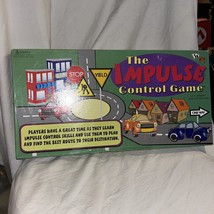 The
IMPULSE
Control Game
STOP
YIELD
PLAYERS HAVE A GREAT TIME AS THEY LEARN
IMPULSE CONTROL SKILLS AND USE THEM TO PLAN
AND FIND THE BEST ROUTE TO THEIR DESTINATION.